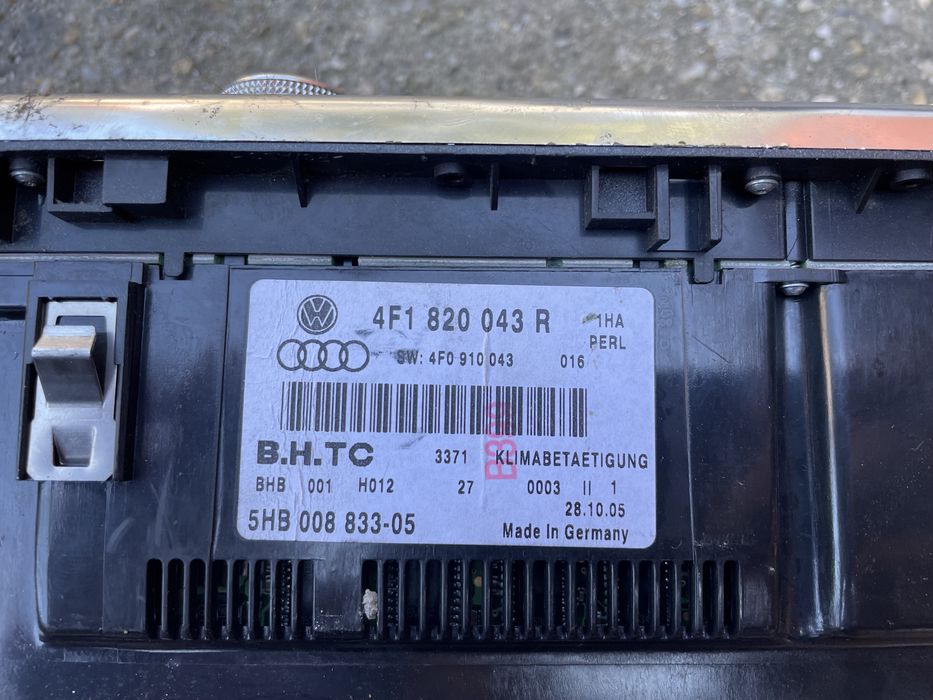 4F1 820 043 R 1HA
PERL
SW: 4F0 910 043 016
B.H.TC 3371 KLIMABETAETIGUNG
BHB 001 H012 27 0003 II 1
28.10.05
5HB 008 833-05 Made In Germany